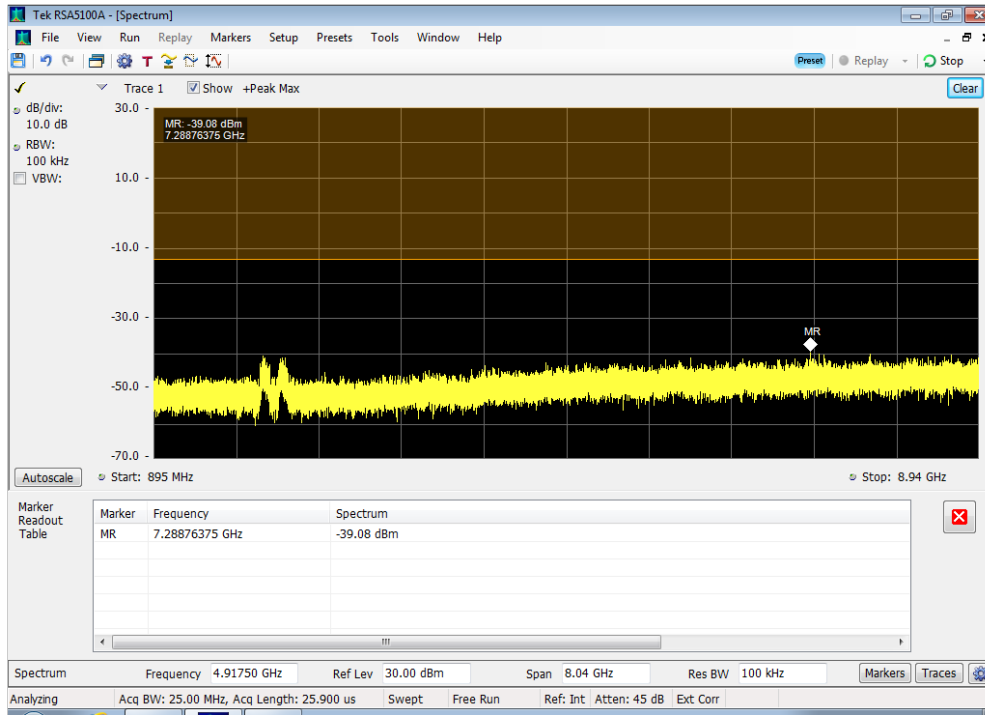 Tek RSA5100A - [Spectrum]
File View Run Replay Markers Setup Presets Tools Window Help
T Preset Replay Stop
Trace 1 Show +Peak Max Clear
dB/div:
10.0 dB
RBW:
100 kHz
VBW:
30.0 -
10.0 -
-10.0 -
-30.0 -
-50.0 -
-70.0 -
MR: -39.08 dBm
7.28876375 GHz
MR
Autoscale Start: 895 MHz Stop: 8.94 GHz
Marker
Readout
Table
Marker Frequency Spectrum
MR 7.28876375 GHz -39.08 dBm
Spectrum Frequency 4.91750 GHz Ref Lev 30.00 dBm Span 8.04 GHz Res BW 100 kHz Markers Traces
Analyzing Acq BW: 25.00 MHz, Acq Length: 25.900 us Swept Free Run Ref: Int Atten: 45 dB Ext Corr